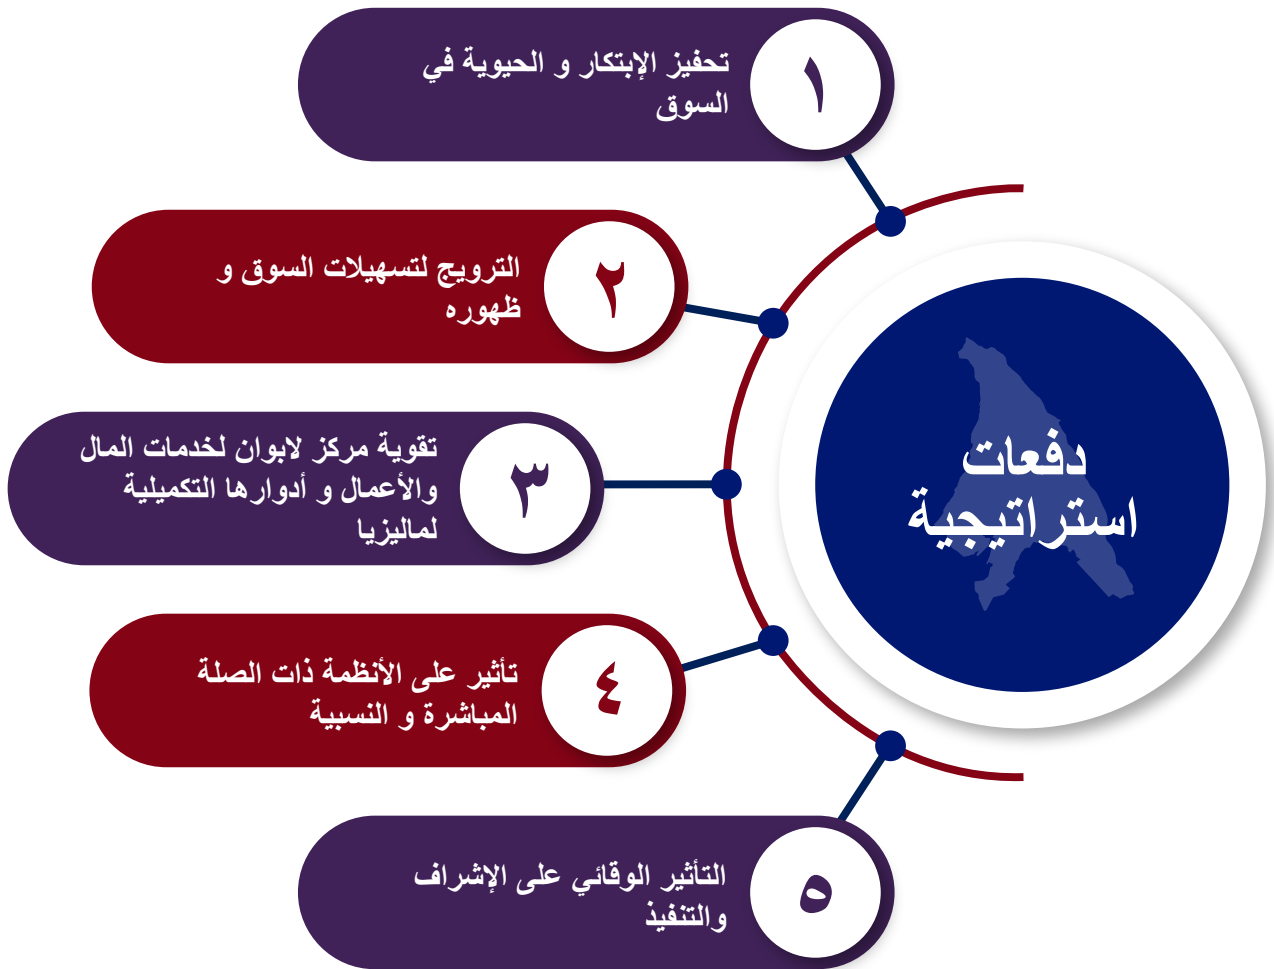 دفعات
استراتيجية
١
تحفيز الإبتكار و الحيوية في
السوق
٢
الترويج لتسهيلات السوق و
ظهوره
٣
تقوية مركز لابوان لخدمات المال
والأعمال و أدوارها التكميلية
لماليزيا
٤
تأثير على الأنظمة ذات الصلة
المباشرة و النسبية
٥
التأثير الوقائي على الإشراف
والتنفيذ